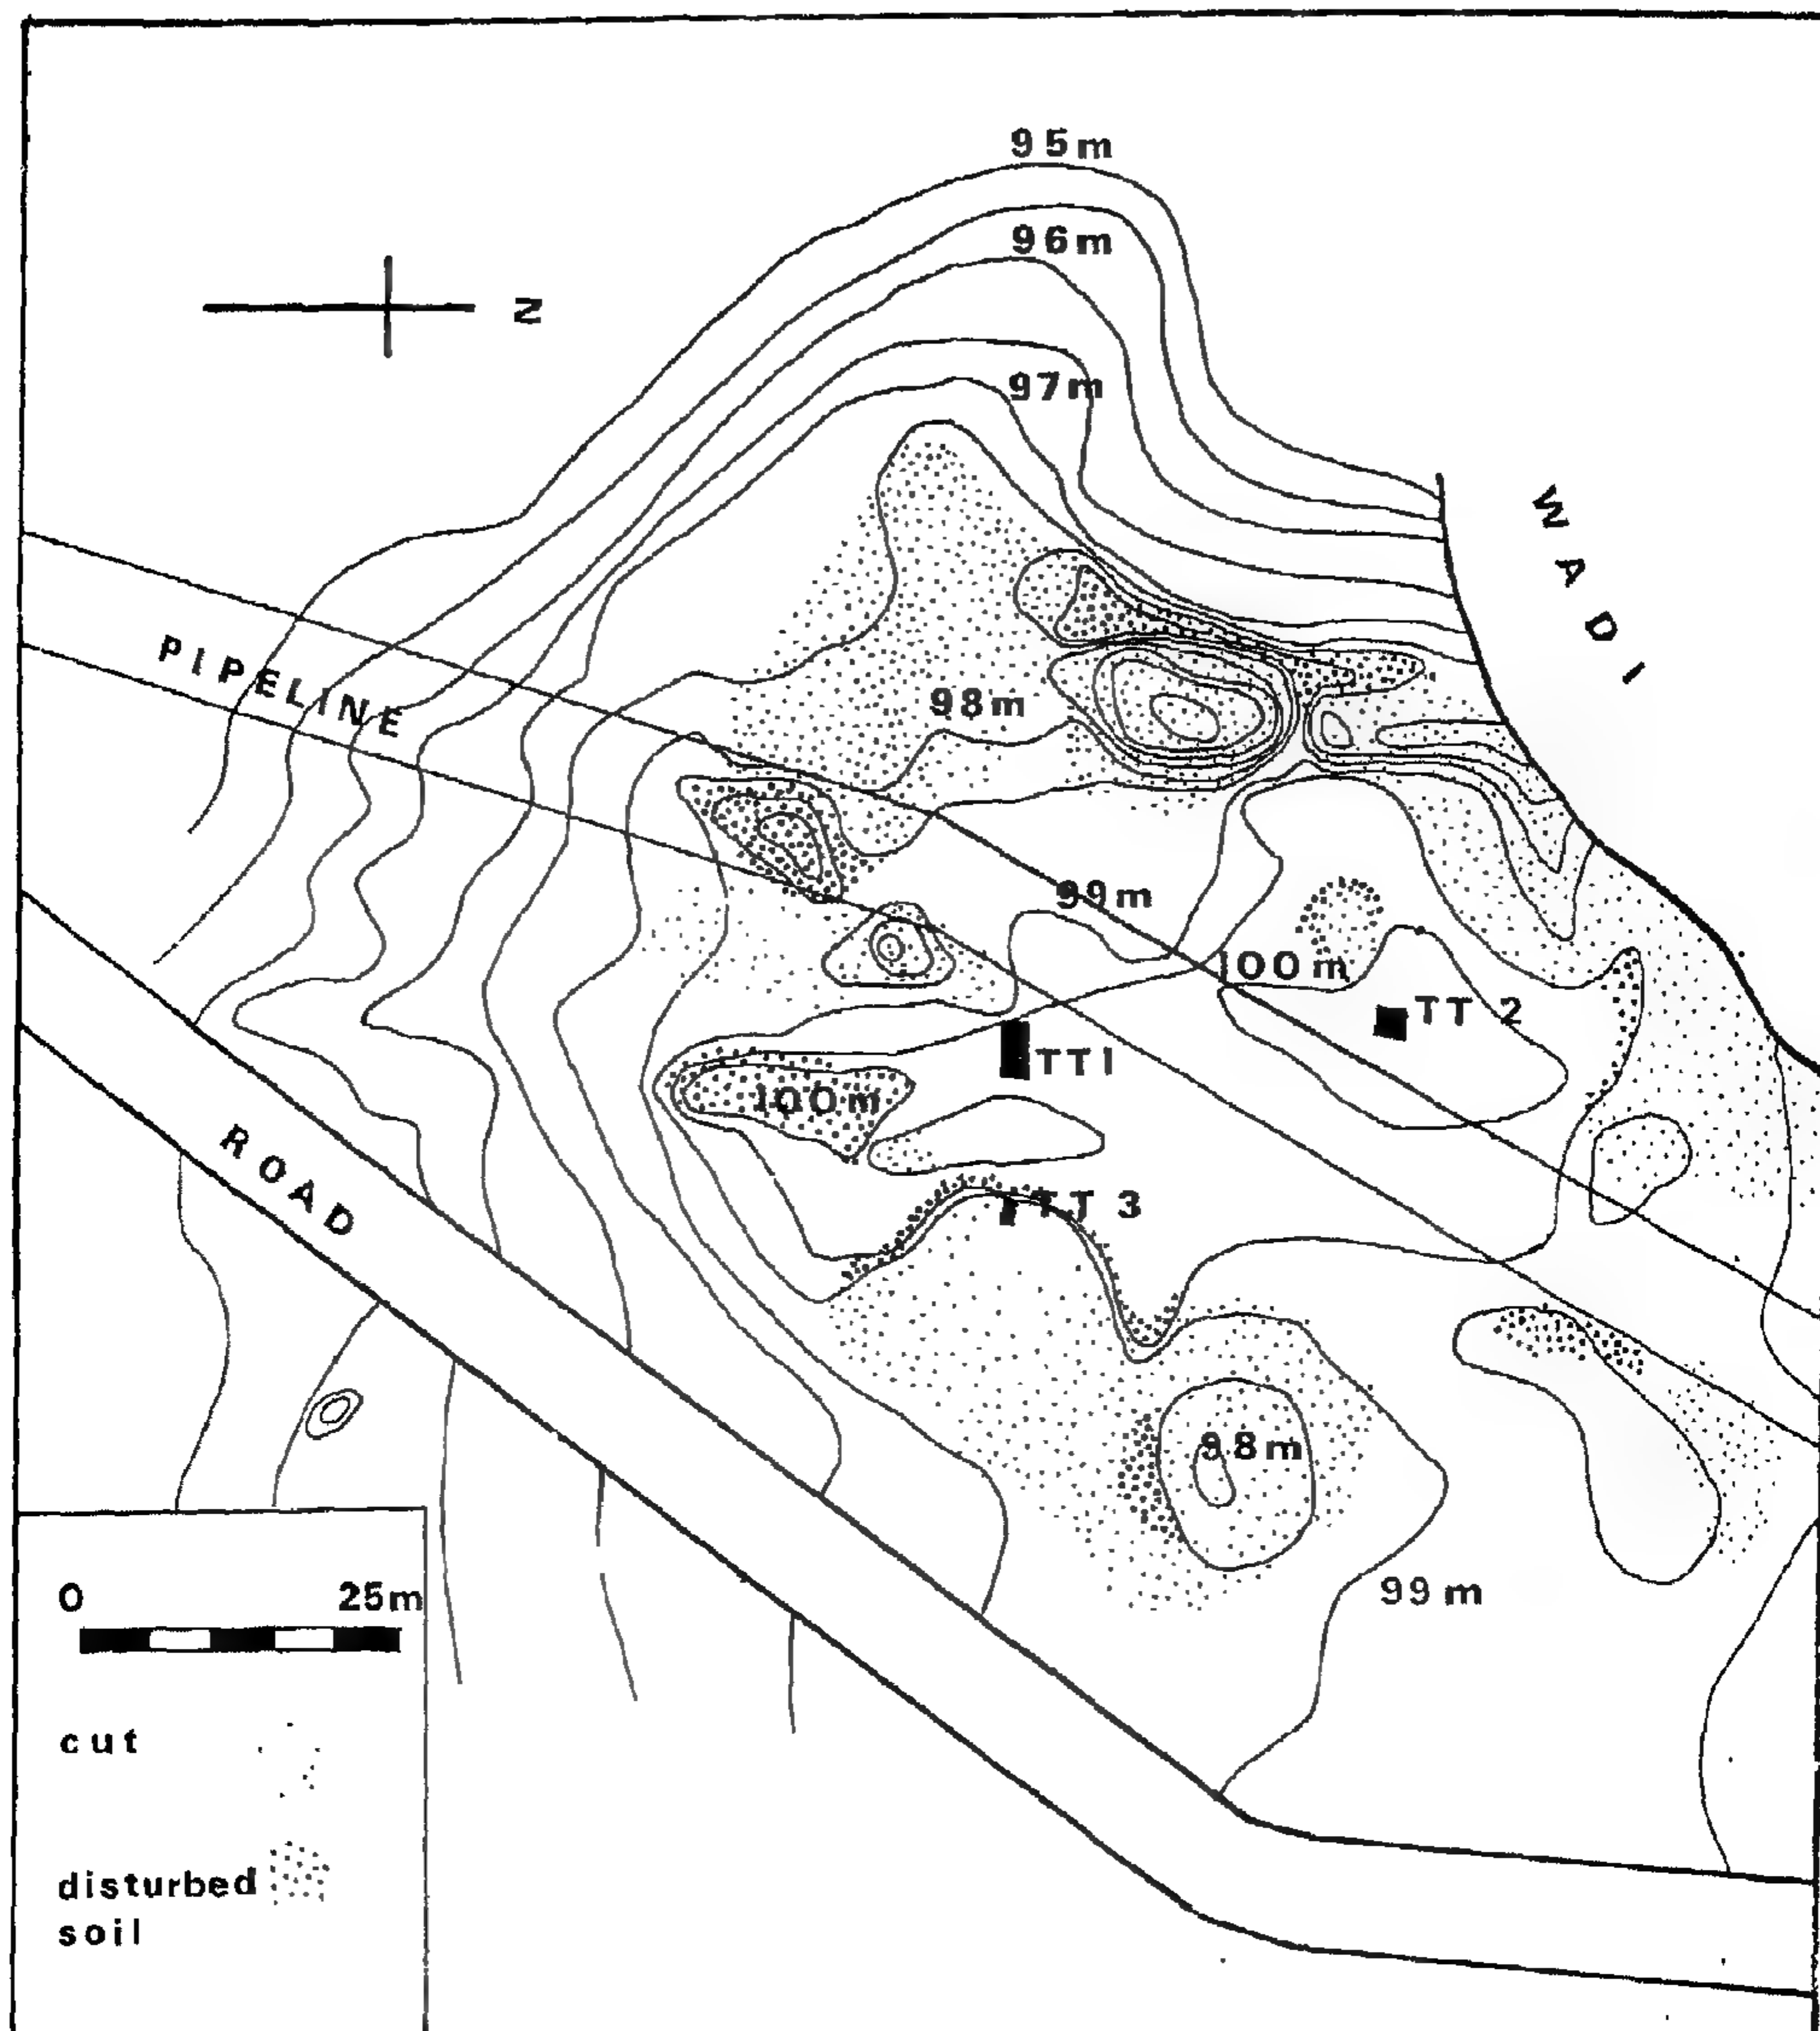 95m
96m
N
97m
WADI
PIPELINE
98m
99m
100m
TT 2
TT1
100m
ROAD
TT 3
98m
99m
0 25m
cut
disturbed
soil